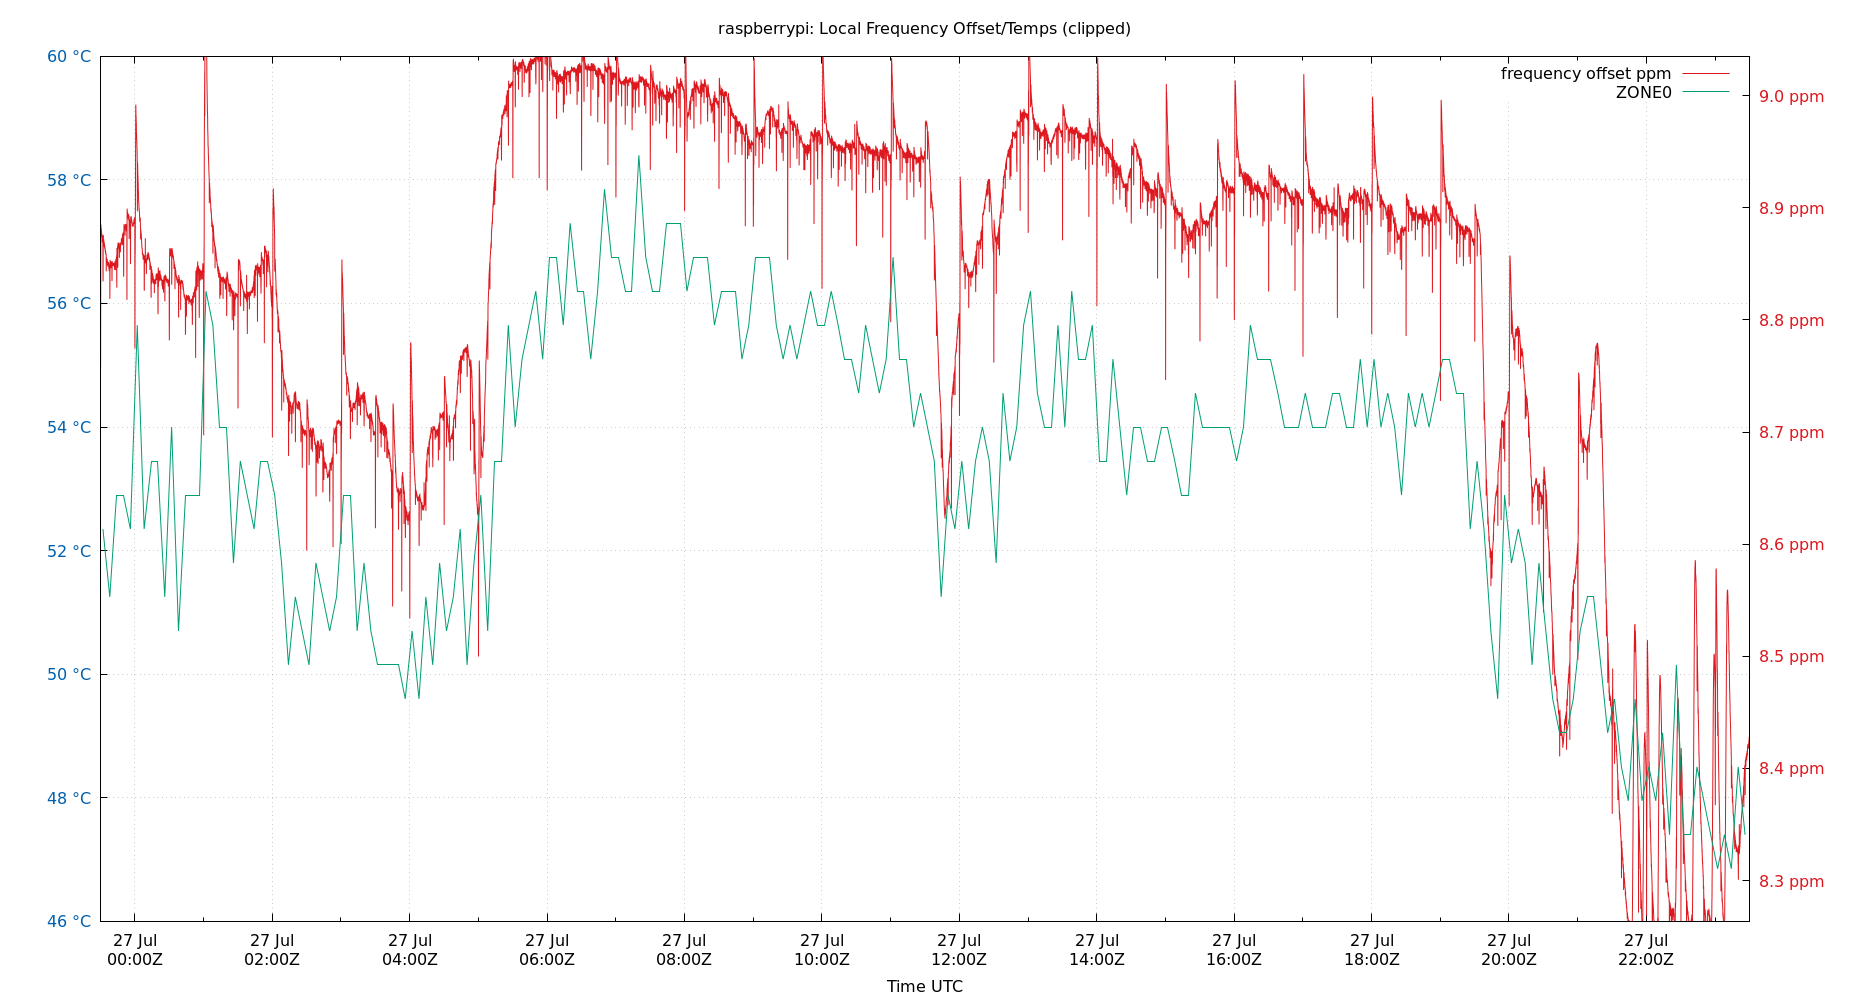 raspberrypi: Local Frequency Offset/Temps (clipped)
frequency offset ppm
ZONE0
60 °C
58 °C
56 °C
54 °C
52 °C
50 °C
48 °C
46 °C
9.0 ppm
8.9 ppm
8.8 ppm
8.7 ppm
8.6 ppm
8.5 ppm
8.4 ppm
8.3 ppm
27 Jul 27 Jul 27 Jul 27 Jul 27 Jul 27 Jul 27 Jul 27 Jul 27 Jul 27 Jul 27 Jul 27 Jul
00:00Z 02:00Z 04:00Z 06:00Z 08:00Z 10:00Z 12:00Z 14:00Z 16:00Z 18:00Z 20:00Z 22:00Z
Time UTC